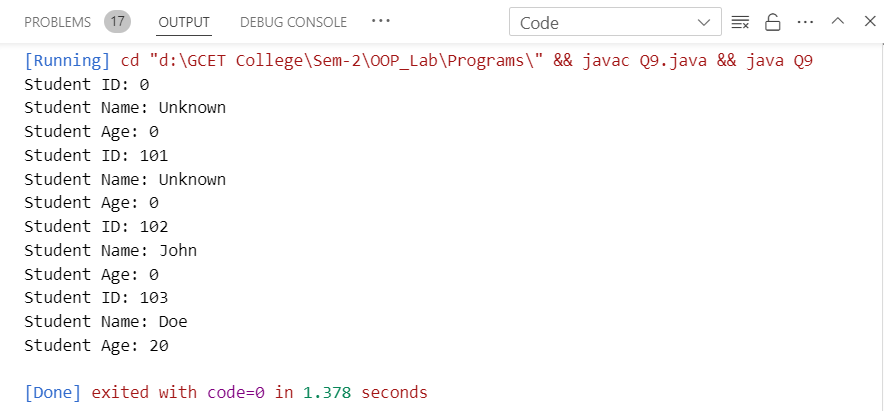 PROBLEMS 17 OUTPUT DEBUG CONSOLE ··· Code ···
[Running] cd "d:\GCET College\Sem-2\OOP_Lab\Programs\" && javac Q9.java && java Q9
Student ID: 0
Student Name: Unknown
Student Age: 0
Student ID: 101
Student Name: Unknown
Student Age: 0
Student ID: 102
Student Name: John
Student Age: 0
Student ID: 103
Student Name: Doe
Student Age: 20
[Done] exited with code=0 in 1.378 seconds